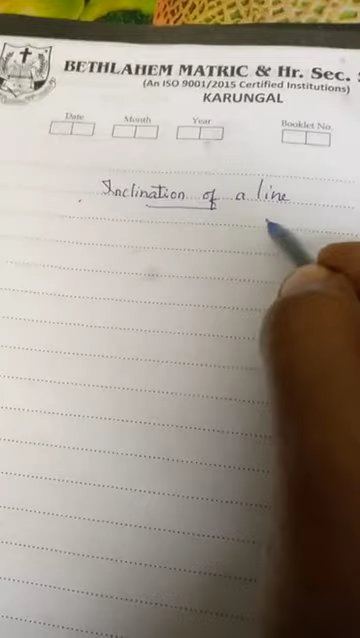 BETHLAHEM MATRIC & Hr. Sec.
(An ISO 9001/2015 Certified Institutions)
KARUNGAL
Date Month Year Booklet No.
Inclination of a line